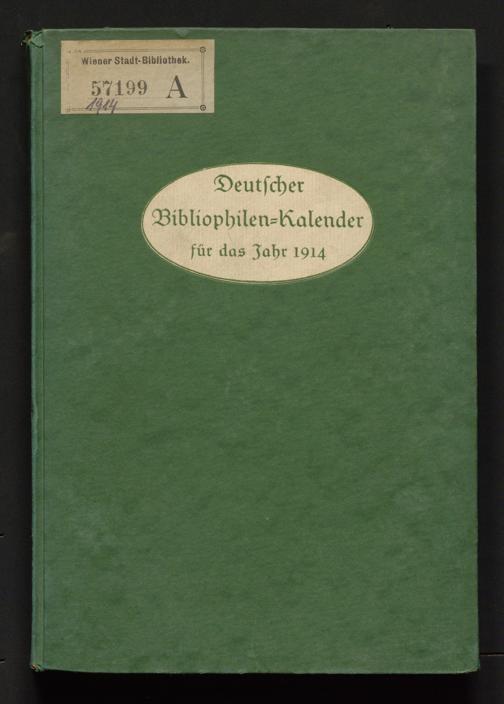 Wiener Stadt-Bibliothek.
57199 A
1914
Deutſcher
Bibliophilen=Kalender
für das Jahr 1914